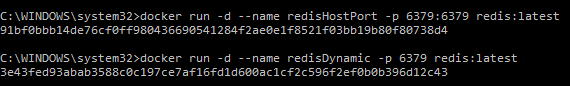 C:\WINDOWS\system32>docker run -d --name redisHostPort -p 6379:6379 redis:latest
91bf0bbb14de76cf0ff980436690541284f2ae0e1f8521f03bb19b80f80738d4
C:\WINDOWS\system32>docker run -d --name redisDynamic -p 6379 redis:latest
3e43fed93abab3588c0c197ce7af16fd1d600ac1cf2c596f2ef0b0b396d12c43